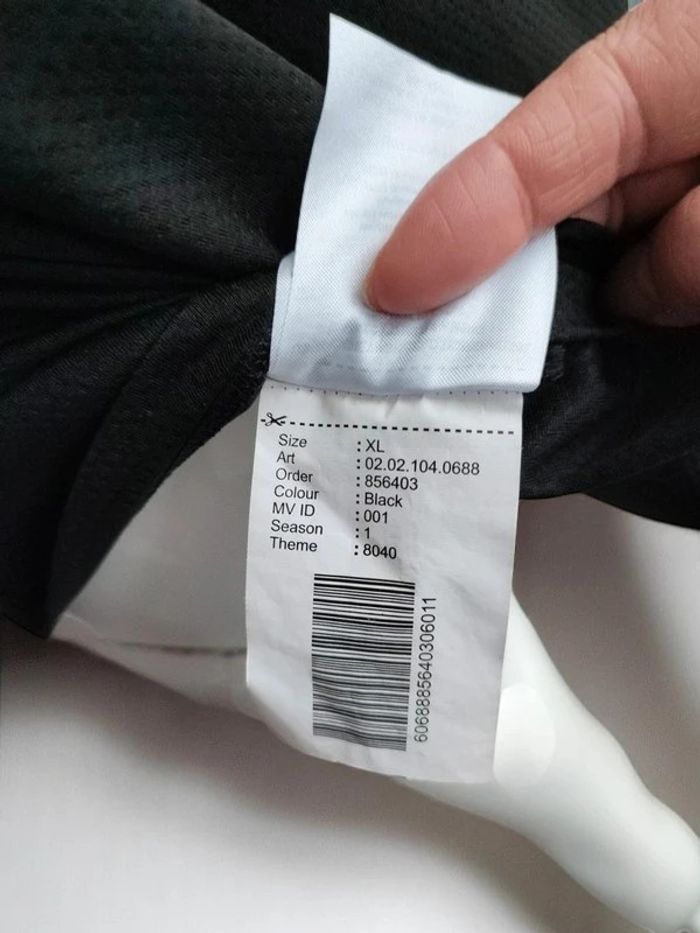 Size : XL
Art : 02.02.104.0688
Order : 856403
Colour : Black
MV ID : 001
Season : 1
Theme : 8040
6068885640306011